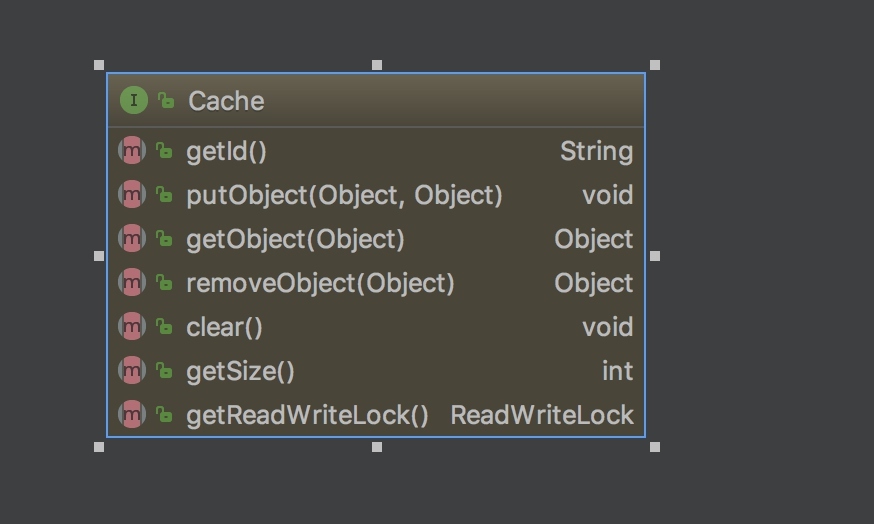 I Cache
m getId() String
m putObject(Object, Object) void
m getObject(Object) Object
m removeObject(Object) Object
m clear() void
m getSize() int
m getReadWriteLock() ReadWriteLock